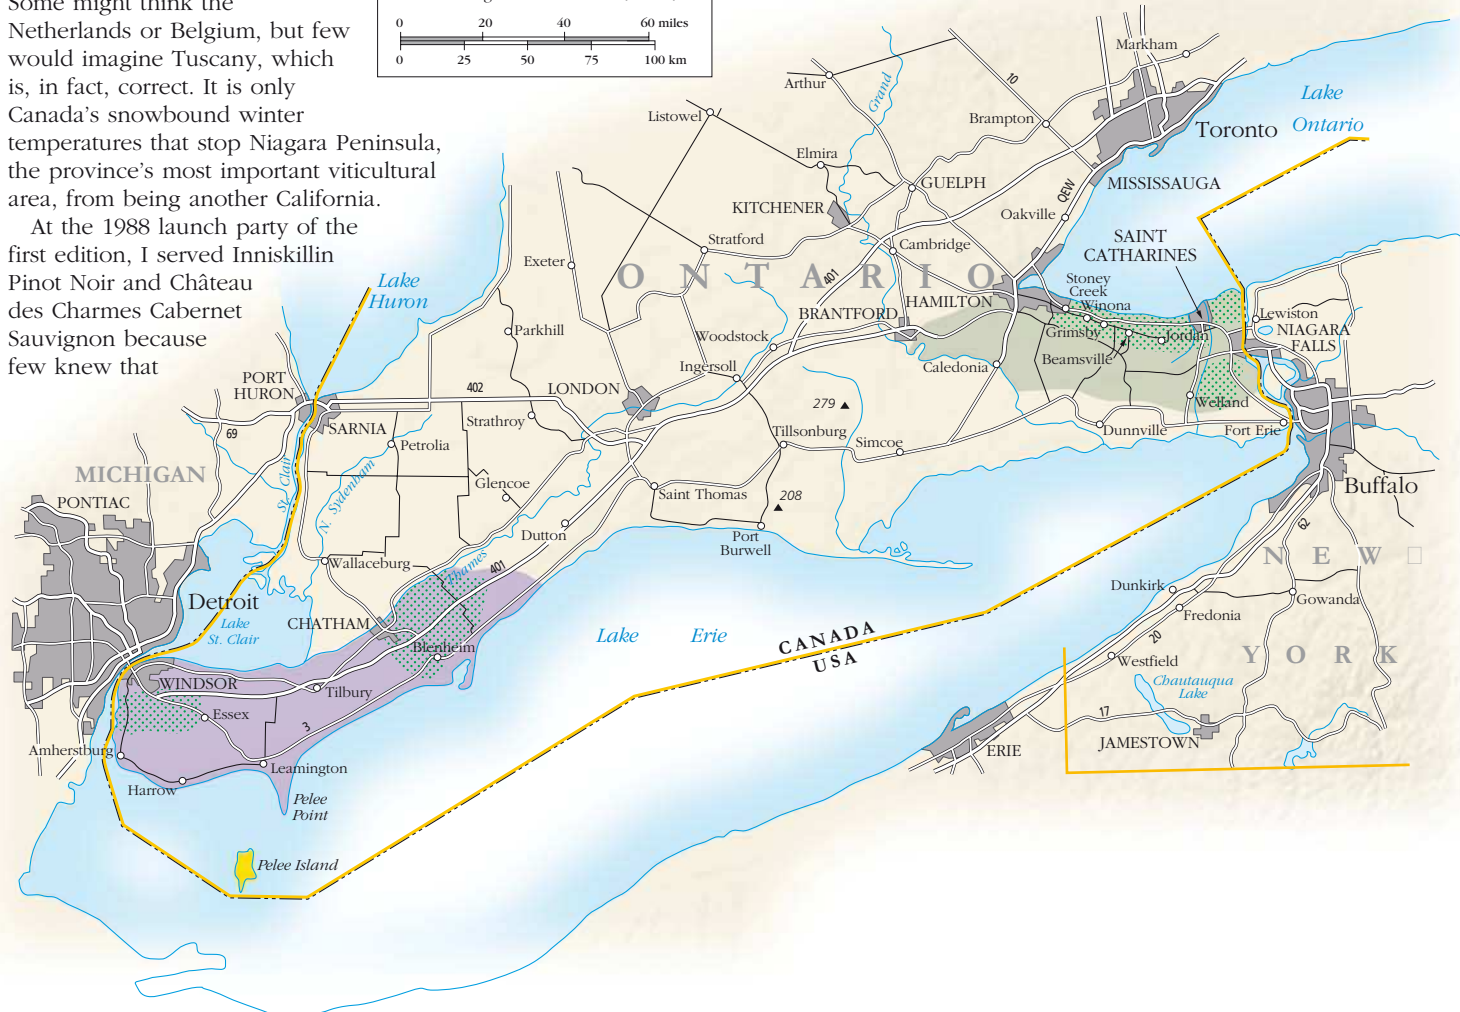 Some might think the
Netherlands or Belgium, but few
would imagine Tuscany, which
is, in fact, correct. It is only
Canada's snowbound winter
temperatures that stop Niagara Peninsula,
the province's most important viticultural
area, from being another California.
At the 1988 launch party of the
first edition, I served Inniskillin
Pinot Noir and Château
des Charmes Cabernet
Sauvignon because
few knew that
0 20 40 60 miles
0 25 50 75 100 km
Markham
Arthur
Grand
10
Lake
Ontario
Listowel
Brampton
Toronto
Elmira
GUELPH
MISSISSAUGA
QEW
KITCHENER
Oakville
Stratford
Cambridge
SAINT
CATHARINES
Exeter
ONTARIO
401
Stoney
Creek
Lake
Huron
HAMILTON
Winona
BRANTFORD
Lewiston
Parkhill
Woodstock
Grimsby
Jordan
NIAGARA
FALLS
Beamsville
Ingersoll
Caledonia
PORT
HURON
402
LONDON
279
Welland
69
SARNIA
Strathroy
Tillsonburg
Simcoe
Dunnville
Fort Erie
Petrolia
MICHIGAN
St. Clair
N. Sydenham
Glencoe
Saint Thomas
208
Buffalo
PONTIAC
Dutton
Port
Burwell
62
NEW
Wallaceburg
Thames
401
Dunkirk
Gowanda
Detroit
Fredonia
Lake
St. Clair
CHATHAM
Lake Erie
CANADA
USA
20
Blenheim
YORK
Westfield
WINDSOR
Tilbury
Chautauqua
Lake
Essex
3
17
JAMESTOWN
Amherstburg
ERIE
Leamington
Harrow
Pelee
Point
Pelee Island